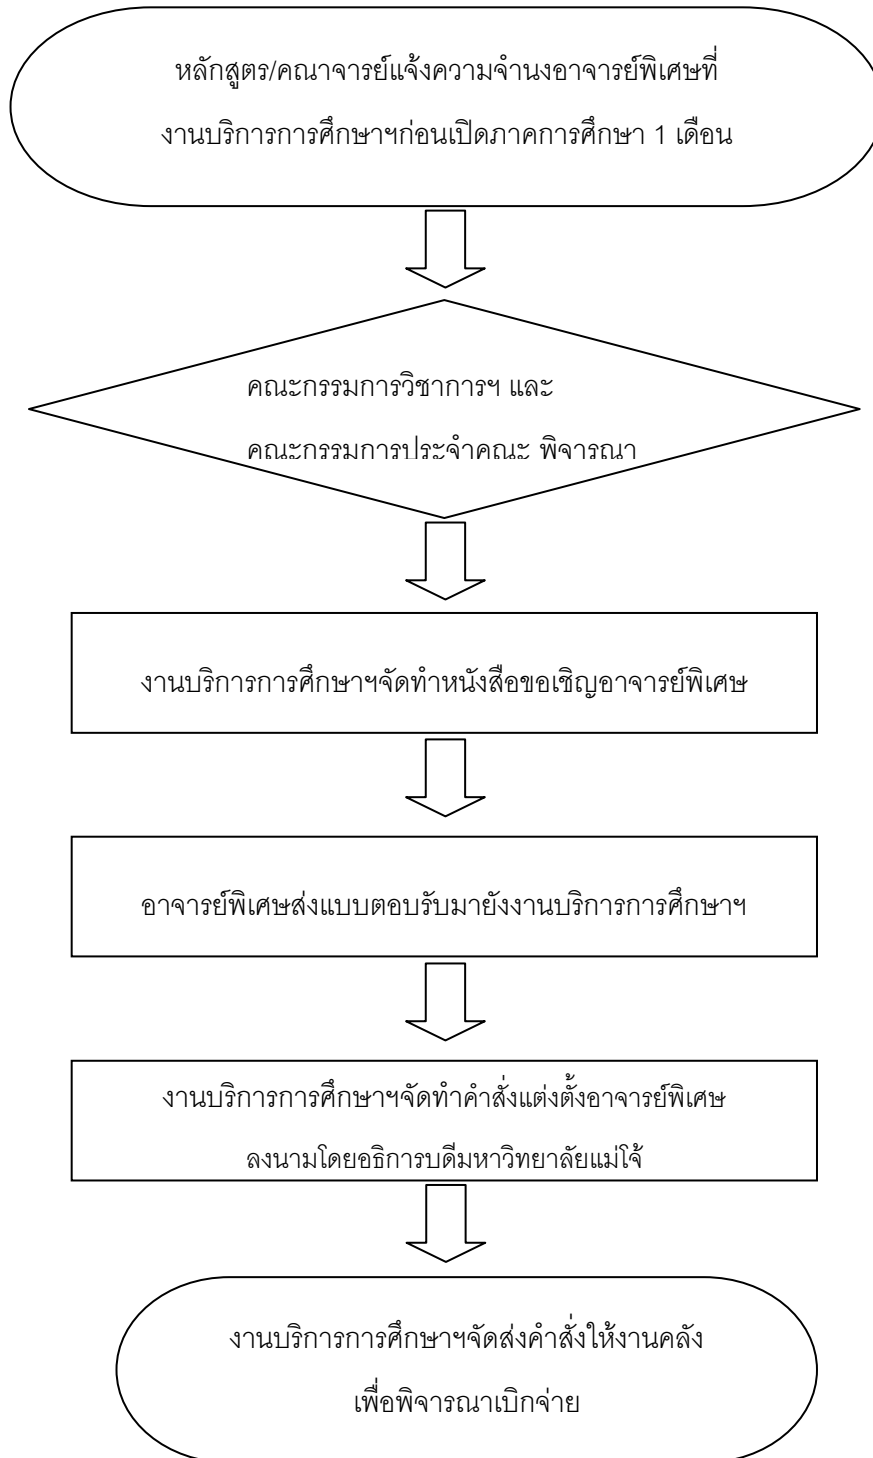 หลักสูตร/คณาจารย์แจ้งความจำนงอาจารย์พิเศษที่
งานบริการการศึกษาฯก่อนเปิดภาคการศึกษา 1 เดือน
คณะกรรมการวิชาการฯ และ
คณะกรรมการประจำคณะ พิจารณา
งานบริการการศึกษาฯจัดทำหนังสือขอเชิญอาจารย์พิเศษ
อาจารย์พิเศษส่งแบบตอบรับมายังงานบริการการศึกษาฯ
งานบริการการศึกษาฯจัดทำคำสั่งแต่งตั้งอาจารย์พิเศษ
ลงนามโดยอธิการบดีมหาวิทยาลัยแม่โจ้
งานบริการการศึกษาฯจัดส่งคำสั่งให้งานคลัง
เพื่อพิจารณาเบิกจ่าย